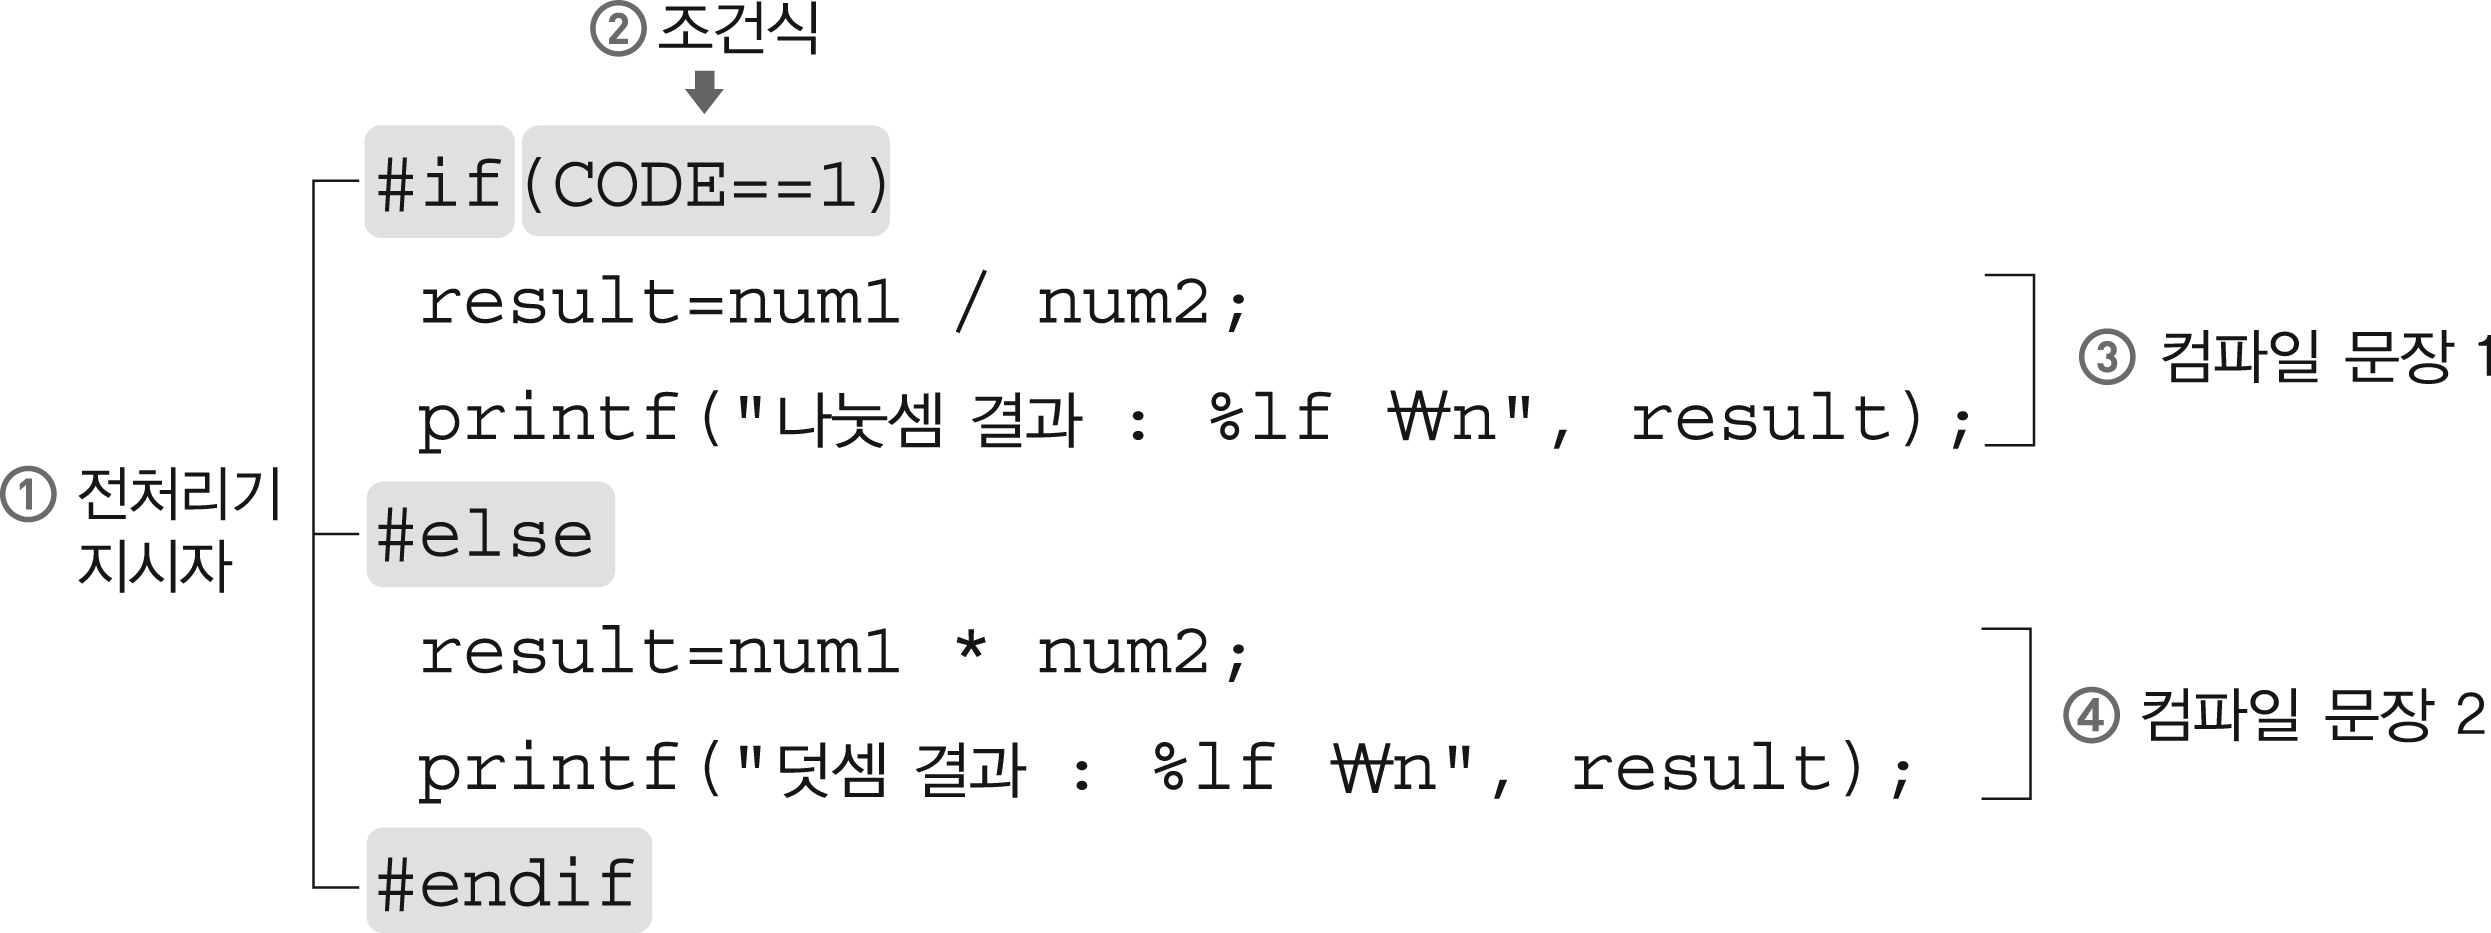 ② 조건식
#if (CODE==1)
result=num1 / num2;
printf("나눗셈 결과 : %lf ₩n", result);
③ 컴파일 문장 1
① 전처리기
지시자
#else
result=num1 * num2;
printf("덧셈 결과 : %lf ₩n", result);
④ 컴파일 문장 2
#endif